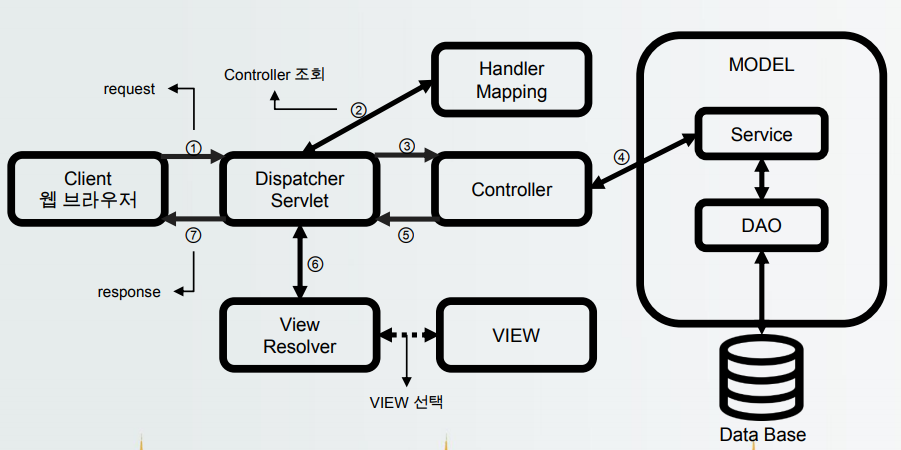 request
Controller 조회
②
Handler
Mapping
MODEL
①
③
④
Service
Client
웹 브라우저
Dispatcher
Servlet
Controller
DAO
⑦
⑤
response
⑥
View
Resolver
VIEW
VIEW 선택
Data Base